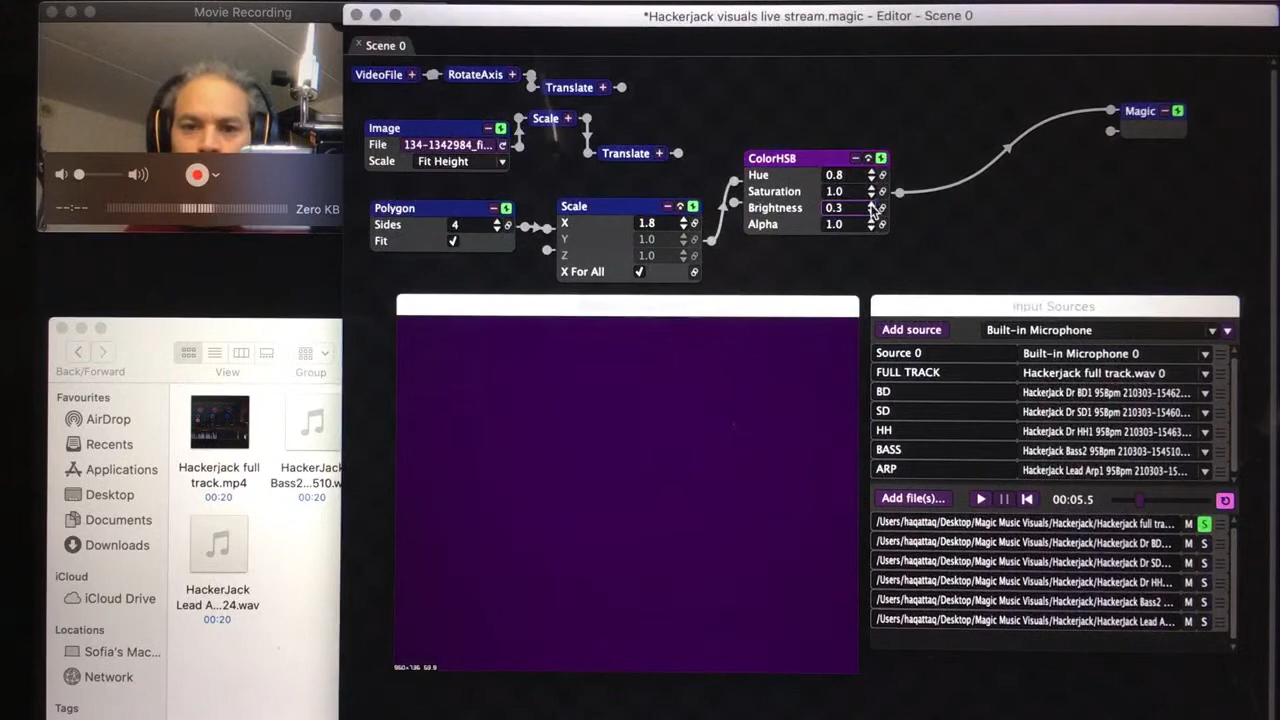 Movie Recording
*Hackerjack visuals live stream.magic - Editor - Scene 0
Scene 0
VideoFile +
RotateAxis +
Translate +
Image
File 134-1342984_fi...
Scale Fit Height
Scale +
Translate +
Polygon
Sides 4
Fit
Scale
X 1.8
Y 1.0
Z 1.0
X For All
ColorHSB
Hue 0.8
Saturation 1.0
Brightness 0.3
Alpha 1.0
Magic
--:--
Zero KB
Back/Forward
View
Group
Favourites
AirDrop
Recents
Applications
Desktop
Documents
Downloads
iCloud
iCloud Drive
Locations
Sofia's Mac...
Network
Tags
Hackerjack full
track.mp4
00:20
HackerJac
Bass2...510.w
00:20
HackerJack
Lead A...24.wav
00:20
Input Sources
Add source Built-in Microphone
Source 0 Built-in Microphone 0
FULL TRACK Hackerjack full track.wav 0
BD HackerJack Dr BD1 95Bpm 210303-15462...
SD HackerJack Dr SD1 95Bpm 210303-15460...
HH HackerJack Dr HH1 95Bpm 210303-15463...
BASS HackerJack Bass2 95Bpm 210303-154510...
ARP HackerJack Lead Arp1 95Bpm 210303-15...
Add file(s)... 00:05.5
/Users/haqattaq/Desktop/Magic Music Visuals/Hackerjack/Hackerjack full tra... M S
/Users/haqattaq/Desktop/Magic Music Visuals/Hackerjack/HackerJack Dr BD... M S
/Users/haqattaq/Desktop/Magic Music Visuals/Hackerjack/HackerJack Dr SD... M S
/Users/haqattaq/Desktop/Magic Music Visuals/Hackerjack/HackerJack Dr HH... M S
/Users/haqattaq/Desktop/Magic Music Visuals/Hackerjack/HackerJack Bass2 ... M S
/Users/haqattaq/Desktop/Magic Music Visuals/Hackerjack/HackerJack Lead A... M S